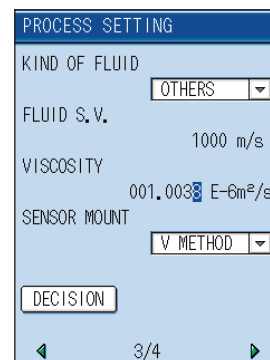 PROCESS SETTING
KIND OF FLUID
OTHERS
FLUID S.V.
1000 m/s
VISCOSITY
001.0038 E-6m²/s
SENSOR MOUNT
V METHOD
DECISION
3/4